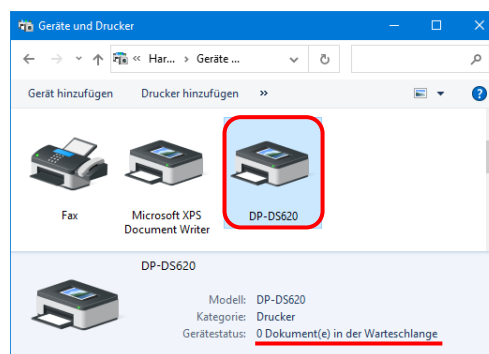 Geräte und Drucker
« Har... › Geräte ...
Gerät hinzufügen Drucker hinzufügen »
Fax
Microsoft XPS
Document Writer
DP-DS620
DP-DS620
Modell: DP-DS620
Kategorie: Drucker
Gerätestatus: 0 Dokument(e) in der Warteschlange